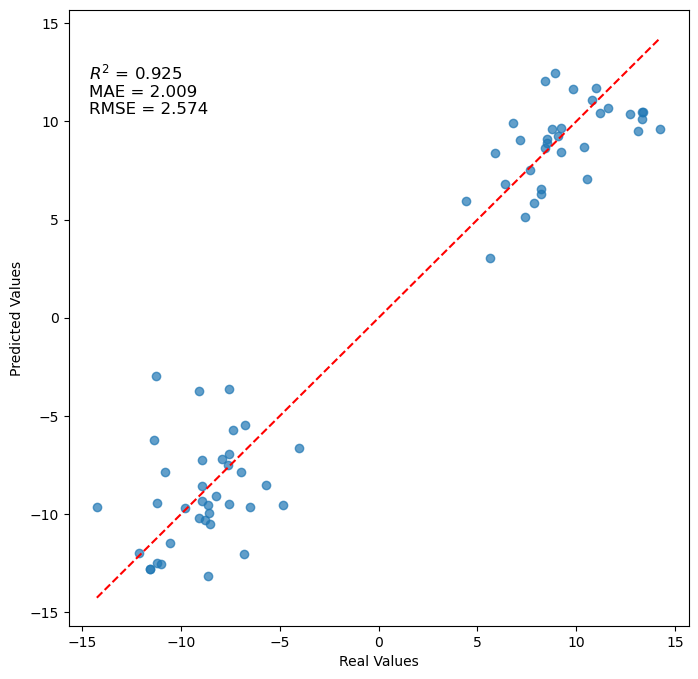 15
10
5
0
−5
−10
−15
Predicted Values
R² = 0.925
MAE = 2.009
RMSE = 2.574
−15 −10 −5 0 5 10 15
Real Values